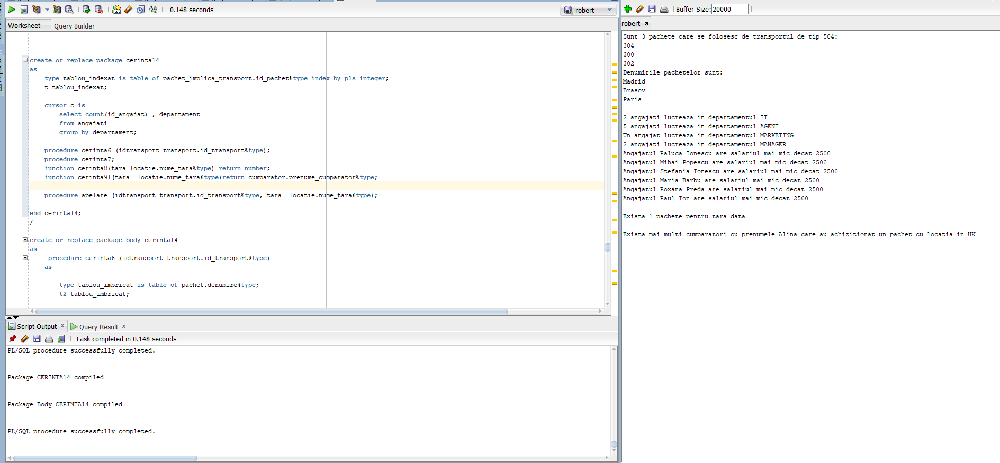 0.148 seconds
robert
Worksheet
Query Builder
create or replace package cerinta14
as
type tablou_indexat is table of pachet_implica_transport.id_pachet%type index by pls_integer;
t tablou_indexat;
cursor c is
select count(id_angajat) , departament
from angajati
group by departament;
procedure cerinta6 (idtransport transport.id_transport%type);
procedure cerinta7;
function cerinta8(tara locatie.nume_tara%type) return number;
function cerinta91(tara  locatie.nume_tara%type)return cumparator.prenume_cumparator%type;
procedure apelare (idtransport transport.id_transport%type, tara  locatie.nume_tara%type);
end cerinta14;
/
create or replace package body cerinta14
as
procedure cerinta6 (idtransport transport.id_transport%type)
as
type tablou_imbricat is table of pachet.denumire%type;
t2 tablou_imbricat;
Script Output
Query Result
Task completed in 0.148 seconds
PL/SQL procedure successfully completed.
Package CERINTA14 compiled
Package Body CERINTA14 compiled
PL/SQL procedure successfully completed.
Buffer Size: 20000
robert
Sunt 3 pachete care se folosesc de transportul de tip 504:
304
300
302
Denumirile pachetelor sunt:
Madrid
Brasov
Paris
2 angajati lucreaza in departamentul IT
5 angajati lucreaza in departamentul AGENT
Un angajat lucreaza in departamentul MARKETING
2 angajati lucreaza in departamentul MANAGER
Angajatul Raluca Ionescu are salariul mai mic decat 2500
Angajatul Mihai Popescu are salariul mai mic decat 2500
Angajatul Stefania Ionescu are salariul mai mic decat 2500
Angajatul Maria Barbu are salariul mai mic decat 2500
Angajatul Roxana Preda are salariul mai mic decat 2500
Angajatul Raul Ion are salariul mai mic decat 2500
Exista 1 pachete pentru tara data
Exista mai multi cumparatori cu prenumele Alina care au achizitionat un pachet cu locatia in UK